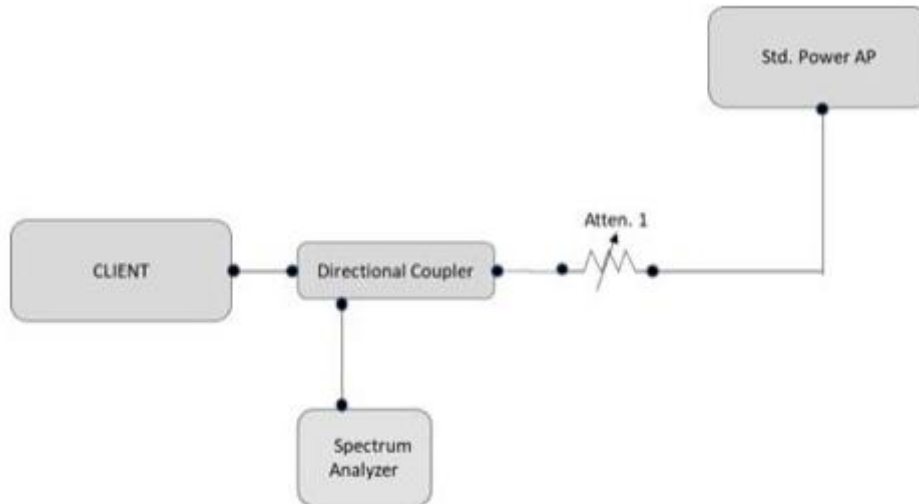 Std. Power AP
Atten. 1
CLIENT
Directional Coupler
Spectrum
Analyzer